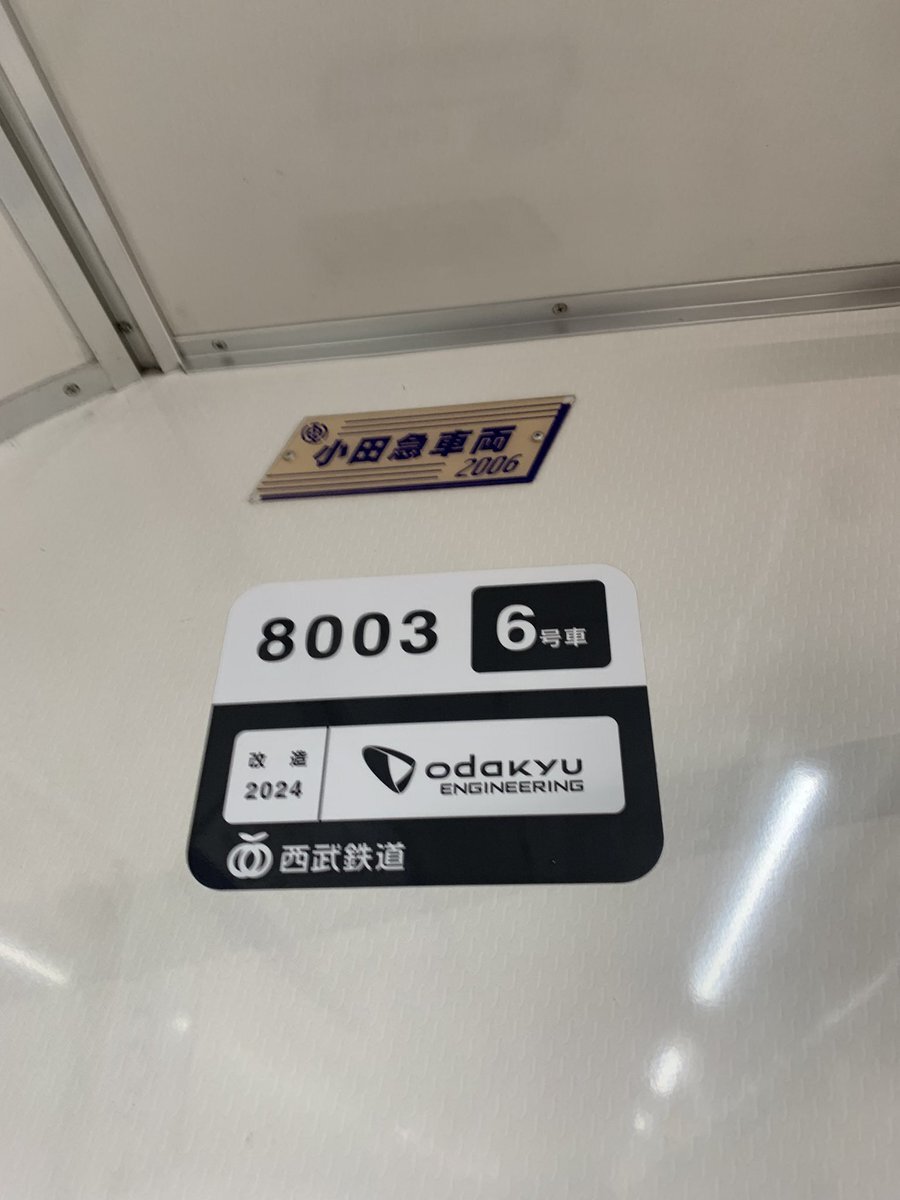 小田急車両
2006
8003
6号車
改造
2024
odakyu
ENGINEERING
西武鉄道